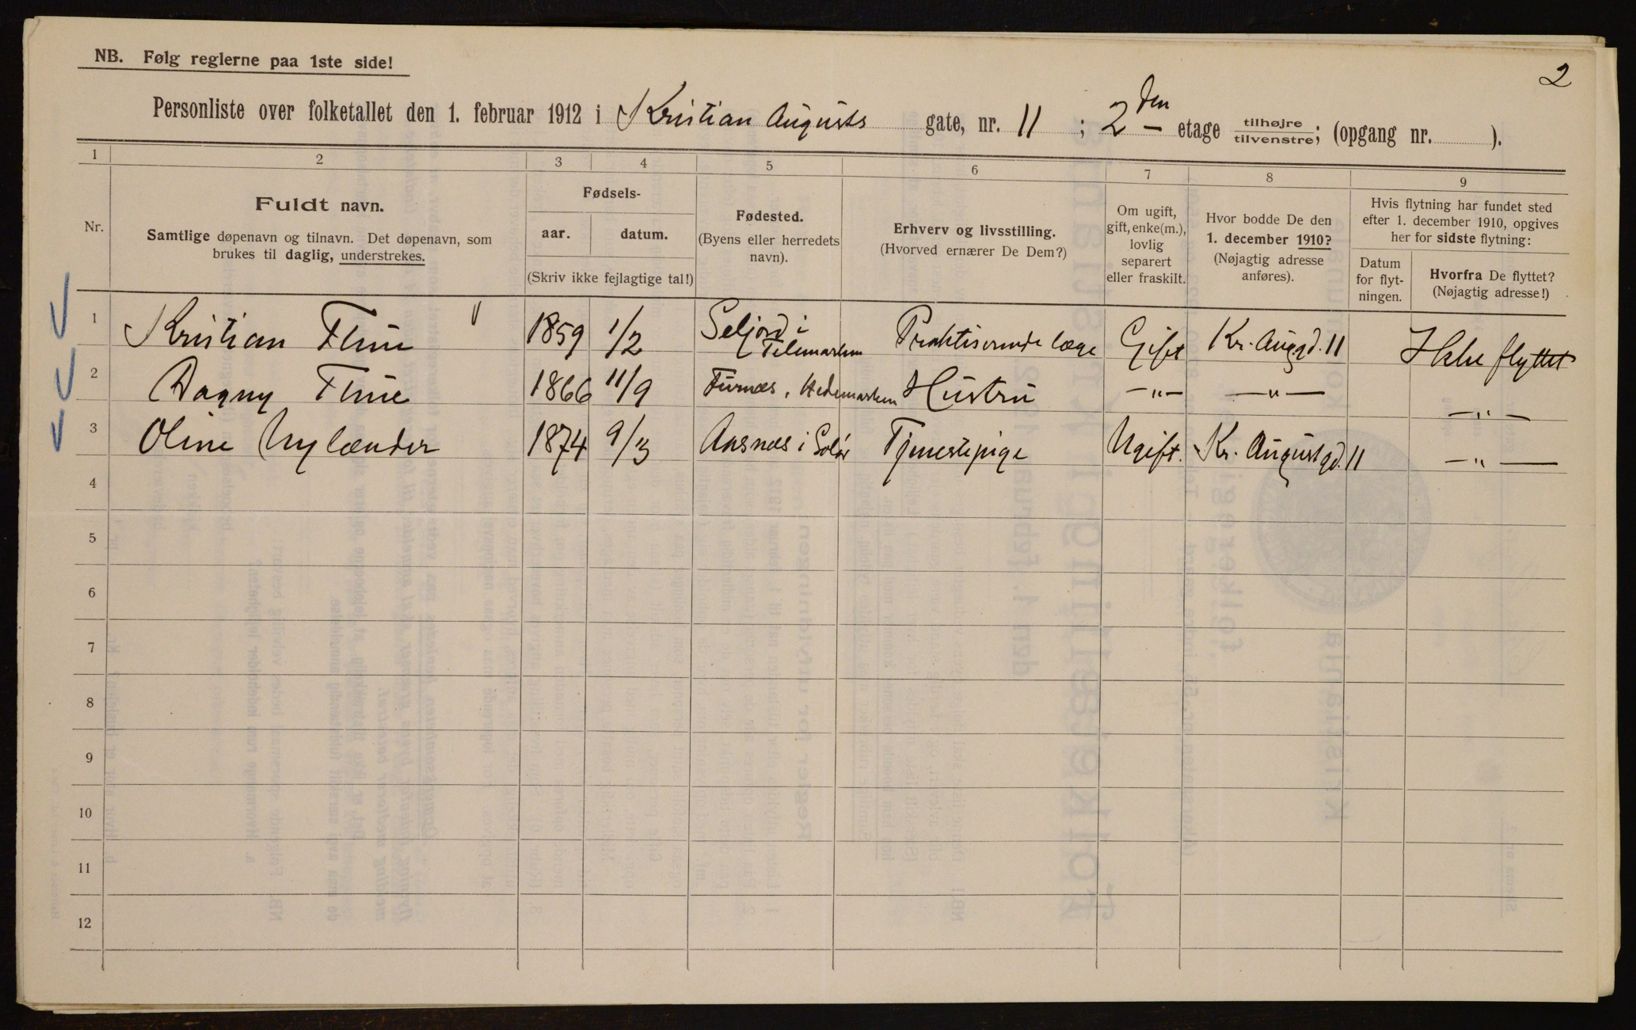 2
NB. Følg reglerne paa 1ste side!
Personliste over folketallet den 1. februar 1912 i Kristian Augusts gate, nr. 11 ; 2den etage tilhøjre tilvenstre; (opgang nr. ).
1 2 3 4 5 6 7 8 9
Nr.
Fuldt navn.
Samtlige døpenavn og tilnavn. Det døpenavn, som
brukes til daglig, understrekes.
Fødsels-
aar. datum.
(Skriv ikke fejlagtige tal!)
Fødested.
(Byens eller herredets
navn).
Erhverv og livsstilling.
(Hvorved ernærer De Dem?)
Om ugift,
gift, enke(m.),
lovlig
separert
eller fraskilt.
Hvor bodde De den
1. december 1910?
(Nøjagtig adresse
anføres).
Hvis flytning har fundet sted
efter 1. december 1910, opgives
her for sidste flytning:
Datum
for flyt-
ningen.
Hvorfra De flyttet?
(Nøjagtig adresse!)
1 Kristian Fluie 1859 1/2 Seljord i Telemarken Praktiserende læge Gift Kr. Augsgd. 11 Ikke flyttet
2 Dagny Fluie 1866 11/9 Furnæs, Hedemarken Hustru —„— —„— —„—
3 Oline Nylænder 1874 9/3 Aasnæs i Solør Tjenestepige Ugift. Kr. Augustgd. 11 —„—
4
5
6
7
8
9
10
11
12